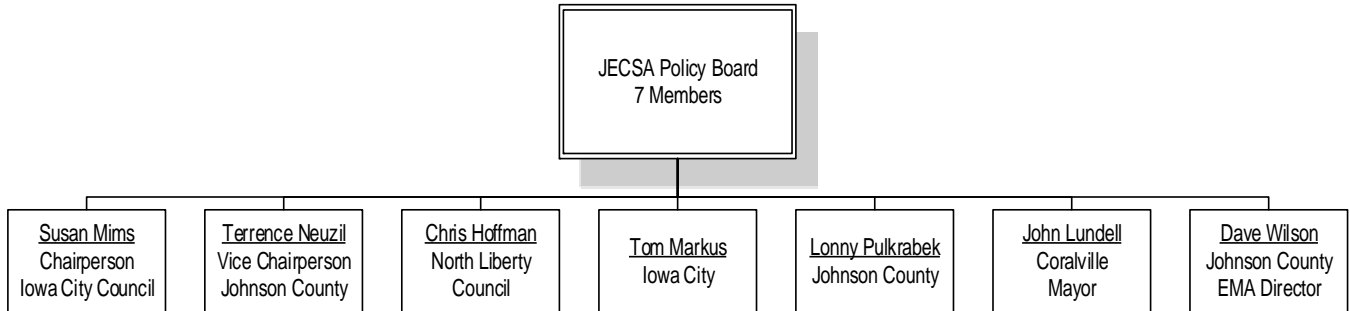 JECSA Policy Board
7 Members
Susan Mims
Chairperson
Iowa City Council
Terrence Neuzil
Vice Chairperson
Johnson County
Chris Hoffman
North Liberty
Council
Tom Markus
Iowa City
Lonny Pulkrabek
Johnson County
John Lundell
Coralville
Mayor
Dave Wilson
Johnson County
EMA Director